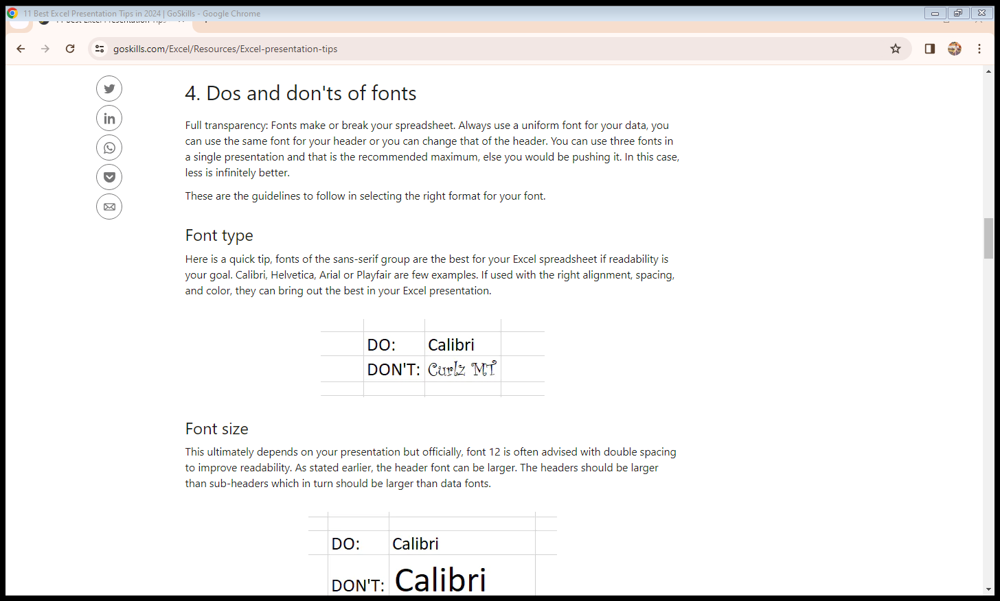 11 Best Excel Presentation Tips in 2024 | GoSkills - Google Chrome
11 Best Excel Presentation Tips
goskills.com/Excel/Resources/Excel-presentation-tips
4. Dos and don'ts of fonts
Full transparency: Fonts make or break your spreadsheet. Always use a uniform font for your data, you
can use the same font for your header or you can change that of the header. You can use three fonts in
a single presentation and that is the recommended maximum, else you would be pushing it. In this case,
less is infinitely better.
These are the guidelines to follow in selecting the right format for your font.
Font type
Here is a quick tip, fonts of the sans-serif group are the best for your Excel spreadsheet if readability is
your goal. Calibri, Helvetica, Arial or Playfair are few examples. If used with the right alignment, spacing,
and color, they can bring out the best in your Excel presentation.
DO: Calibri
DON'T: Curlz MT
Font size
This ultimately depends on your presentation but officially, font 12 is often advised with double spacing
to improve readability. As stated earlier, the header font can be larger. The headers should be larger
than sub-headers which in turn should be larger than data fonts.
DO: Calibri
DON'T: Calibri